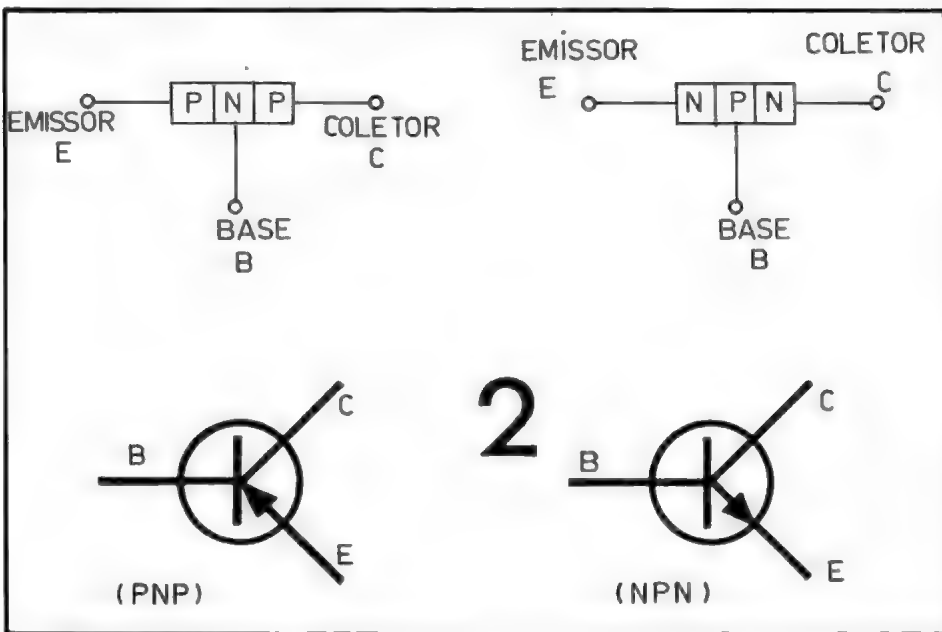 EMISSOR
E
P N P
COLETOR
C
BASE
B
EMISSOR
E
N P N
COLETOR
C
BASE
B
2
B
C
E
(PNP)
B
C
E
(NPN)